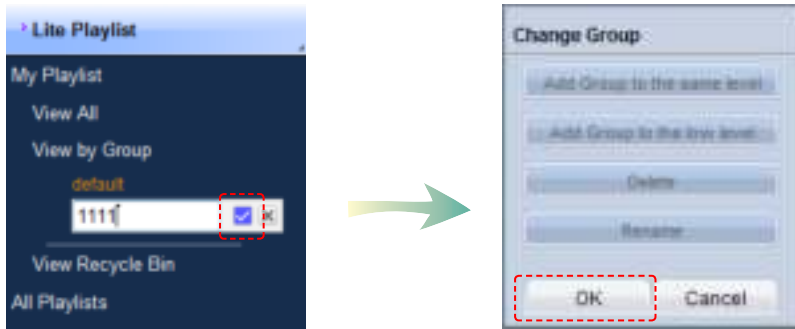 Lite Playlist
My Playlist
View All
View by Group
default
1111
View Recycle Bin
All Playlists
Change Group
Add Group to the same level
Add Group to the low level
Delete
Rename
OK
Cancel